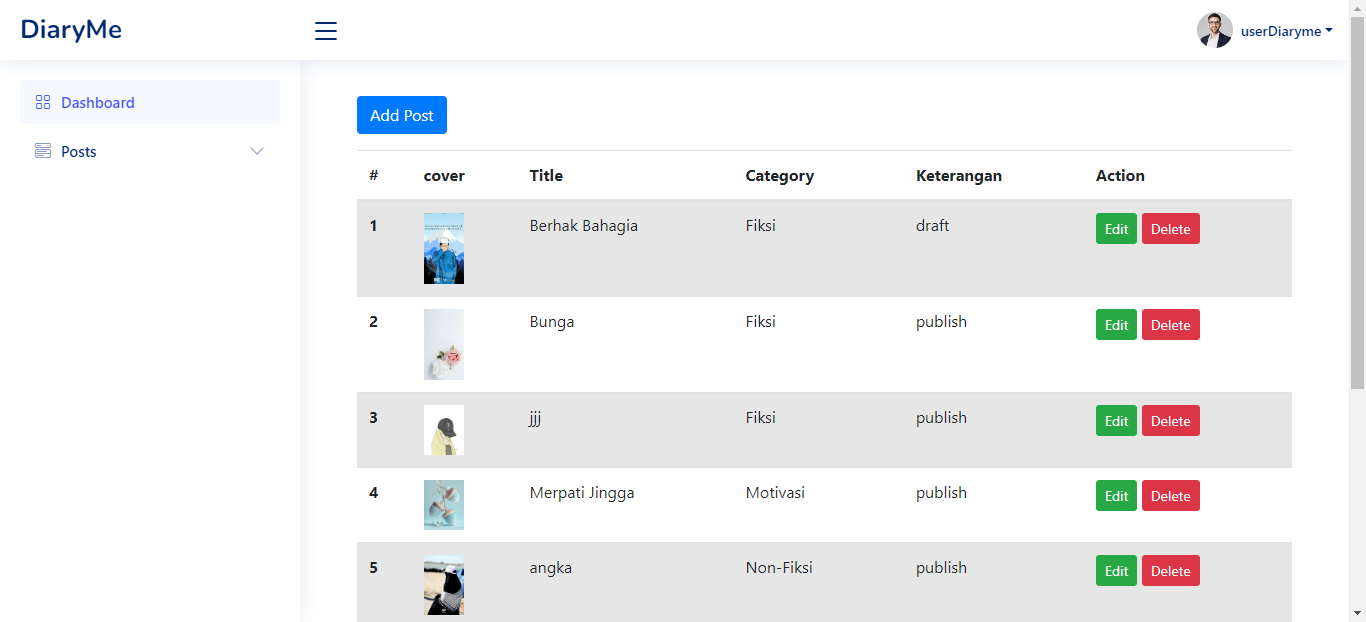 DiaryMe
userDiaryme
Dashboard
Posts
Add Post
# cover Title Category Keterangan Action
1 Berhak Bahagia Fiksi draft Edit Delete
2 Bunga Fiksi publish Edit Delete
3 jjj Fiksi publish Edit Delete
4 Merpati Jingga Motivasi publish Edit Delete
5 angka Non-Fiksi publish Edit Delete